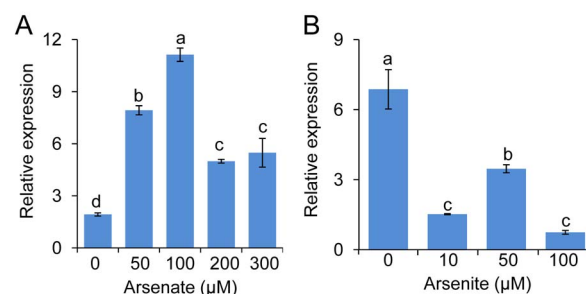 A
B
12
9
6
3
0
Relative expression
d
b
a
c
c
0 50 100 200 300
Arsenate (µM)
9
6
3
0
Relative expression
a
c
b
c
0 10 50 100
Arsenite (µM)